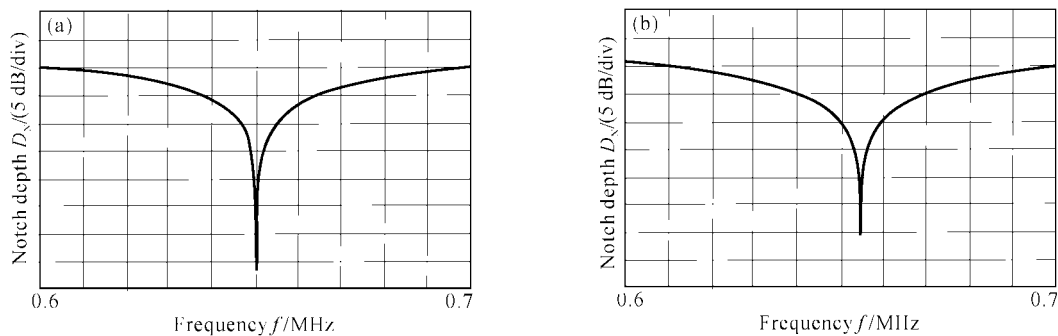 (a)
Notch depth D_N/(5 dB/div)
0.6
0.7
Frequency f/MHz
(b)
Notch depth D_N/(5 dB/div)
0.6
0.7
Frequency f/MHz